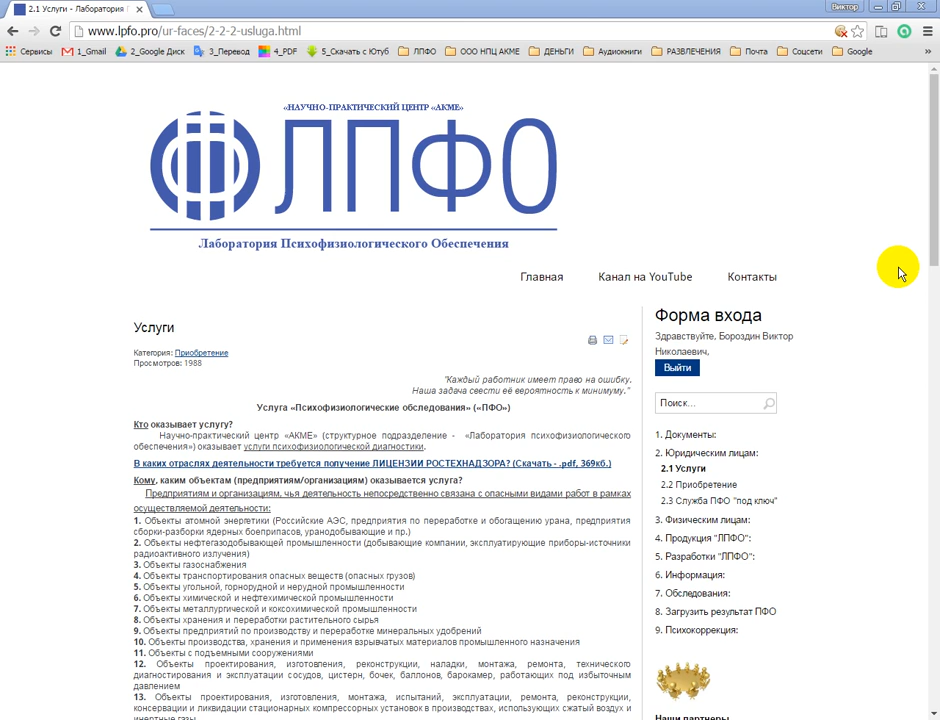 2.1 Услуги - Лаборатория Г
Виктор
www.lpfo.pro/ur-faces/2-2-2-usluga.html
Сервисы 1_Gmail 2_Google Диск 3_Перевод 4_PDF 5_Скачать с Ютуб ЛПФО ООО НПЦ АКМЕ ДЕНЬГИ Аудиокниги РАЗВЛЕЧЕНИЯ Почта Соцсети Google
«НАУЧНО-ПРАКТИЧЕСКИЙ ЦЕНТР «АКМЕ»
ЛПФО
Лаборатория Психофизиологического Обеспечения
Главная Канал на YouTube Контакты
Услуги
Категория: Приобретение
Просмотров: 1988
"Каждый работник имеет право на ошибку.
Наша задача свести её вероятность к минимуму."
Услуга «Психофизиологические обследования» («ПФО»)
Кто оказывает услугу?
Научно-практический центр «АКМЕ» (структурное подразделение - «Лаборатория психофизиологического
обеспечения») оказывает услуги психофизиологической диагностики.
В каких отраслях деятельности требуется получение ЛИЦЕНЗИИ РОСТЕХНАДЗОРА? (Скачать - .pdf, 369кб.)
Кому, каким объектам (предприятиям/организациям) оказывается услуга?
Предприятиям и организациям, чья деятельность непосредственно связана с опасными видами работ в рамках
осуществляемой деятельности:
1. Объекты атомной энергетики (Российские АЭС, предприятия по переработке и обогащению урана, предприятия
сборки-разборки ядерных боеприпасов, уранодобывающие и пр.)
2. Объекты нефтегазодобывающей промышленности (добывающие компании, эксплуатирующие приборы-источники
радиоактивного излучения)
3. Объекты газоснабжения
4. Объекты транспортирования опасных веществ (опасных грузов)
5. Объекты угольной, горнорудной и нерудной промышленности
6. Объекты химической и нефтехимической промышленности
7. Объекты металлургической и коксохимической промышленности
8. Объекты хранения и переработки растительного сырья
9. Объекты предприятий по производству и переработке минеральных удобрений
10. Объекты производства, хранения и применения взрывчатых материалов промышленного назначения
11. Объекты с подъемными сооружениями
12. Объекты проектирования, изготовления, реконструкции, наладки, монтажа, ремонта, технического
диагностирования и эксплуатации сосудов, цистерн, бочек, баллонов, барокамер, работающих под избыточным
давлением
13. Объекты проектирования, изготовления, монтажа, испытаний, эксплуатации, ремонта, реконструкции,
консервации и ликвидации стационарных компрессорных установок в производствах, использующих сжатый воздух и
инертные газы
Форма входа
Здравствуйте, Бороздин Виктор
Николаевич,
Выйти
Поиск...
1. Документы:
2. Юридическим лицам:
2.1 Услуги
2.2 Приобретение
2.3 Служба ПФО "под ключ"
3. Физическим лицам:
4. Продукция "ЛПФО":
5. Разработки "ЛПФО":
6. Информация:
7. Обследования:
8. Загрузить результат ПФО
9. Психокоррекция:
Наши партнеры